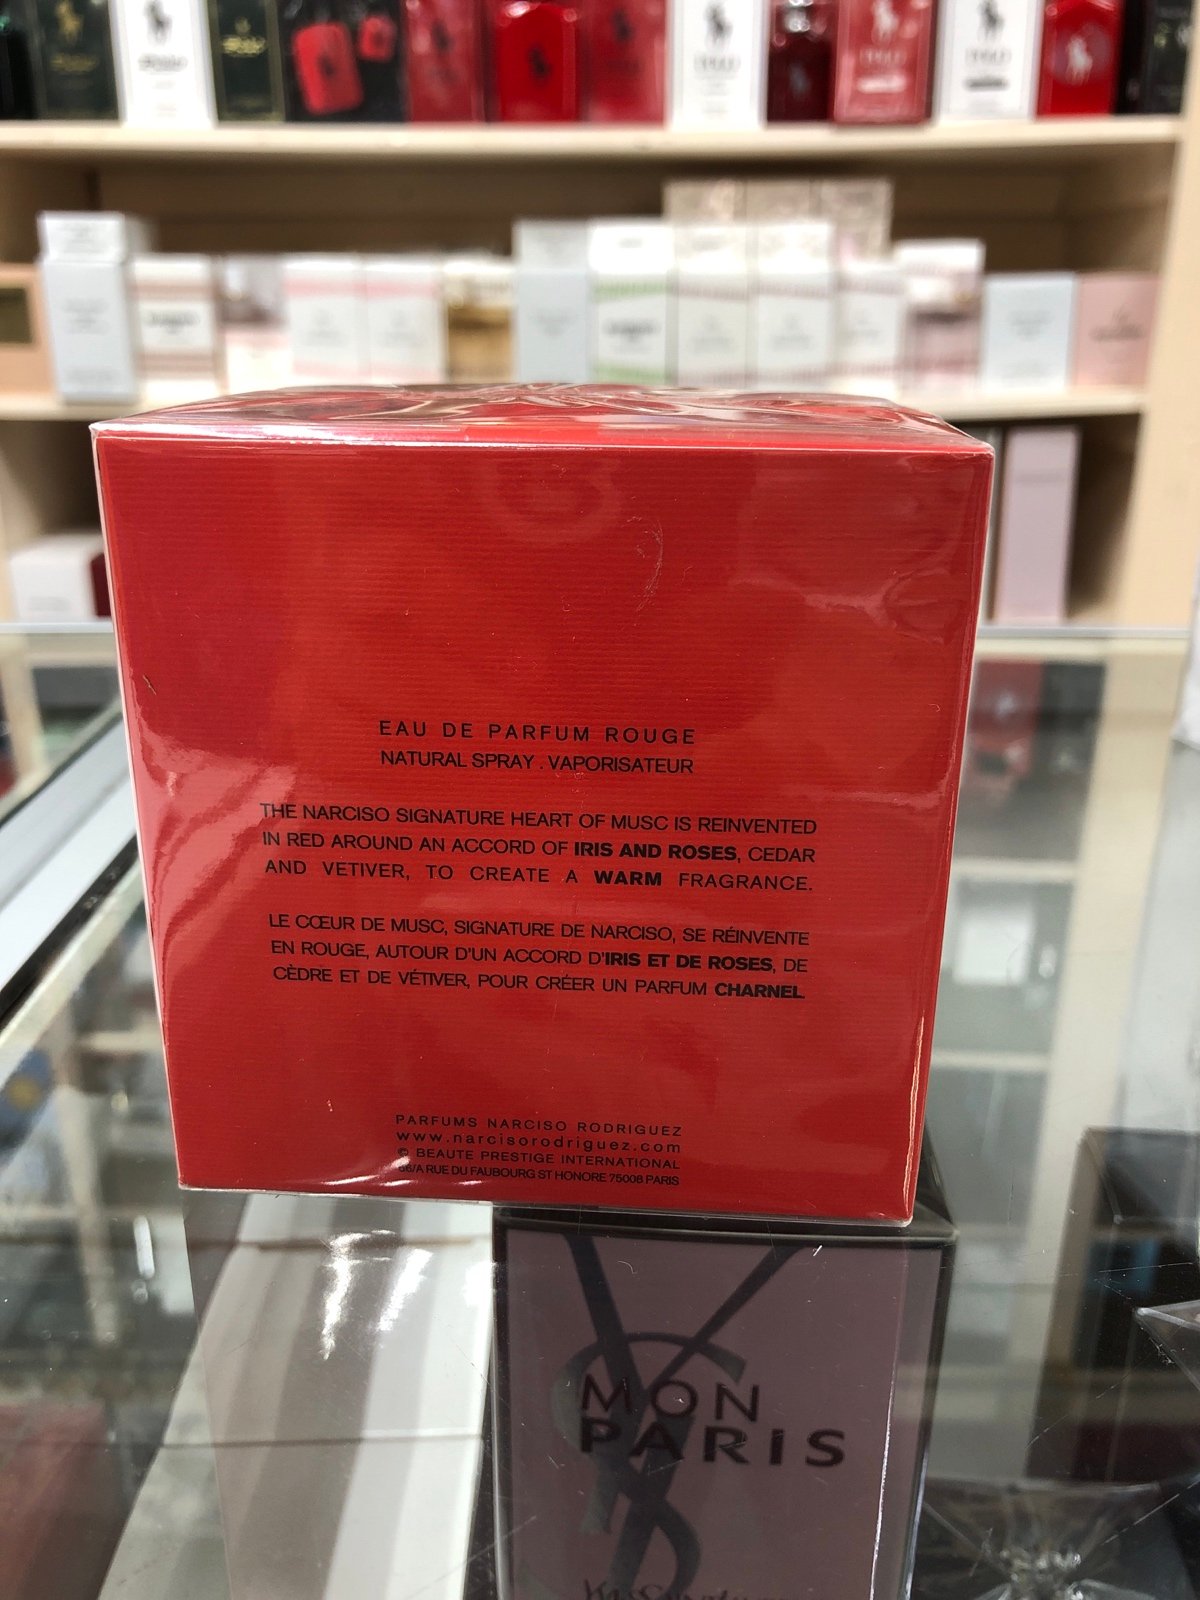 EAU DE PARFUM ROUGE
NATURAL SPRAY . VAPORISATEUR
THE NARCISO SIGNATURE HEART OF MUSC IS REINVENTED
IN RED AROUND AN ACCORD OF IRIS AND ROSES, CEDAR
AND VETIVER, TO CREATE A WARM FRAGRANCE.
LE CŒUR DE MUSC, SIGNATURE DE NARCISO, SE RÉINVENTE
EN ROUGE, AUTOUR D'UN ACCORD D'IRIS ET DE ROSES, DE
CÈDRE ET DE VÉTIVER, POUR CRÉER UN PARFUM CHARNEL.
PARFUMS NARCISO RODRIGUEZ
www.narcisorodriguez.com
© BEAUTE PRESTIGE INTERNATIONAL
66/A RUE DU FAUBOURG ST HONORE 75008 PARIS
YSL
MON
PARIS